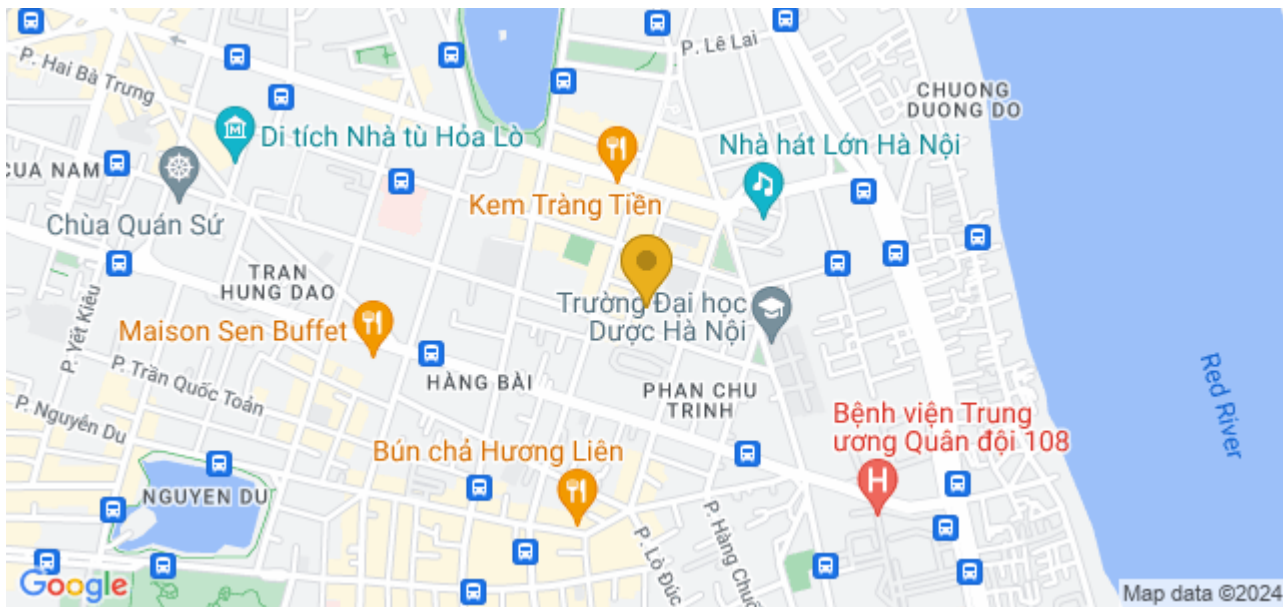 P. Lê Lai
P. Hai Bà Trưng
CHUONG
DUONG DO
Di tích Nhà tù Hỏa Lò
Nhà hát Lớn Hà Nội
CUA NAM
Kem Tràng Tiền
Chùa Quán Sứ
TRAN
HUNG DAO
Trường Đại học
Dược Hà Nội
P. Yết Kiêu
Maison Sen Buffet
P. Trần Quốc Toản
HÀNG BÀI
PHAN CHU
TRINH
Red River
P. Nguyễn Du
Bệnh viện Trung
ương Quân đội 108
Bún chả Hương Liên
H
NGUYEN DU
P. Hàng Chuối
P. Lò Đúc
Google
Map data ©2024